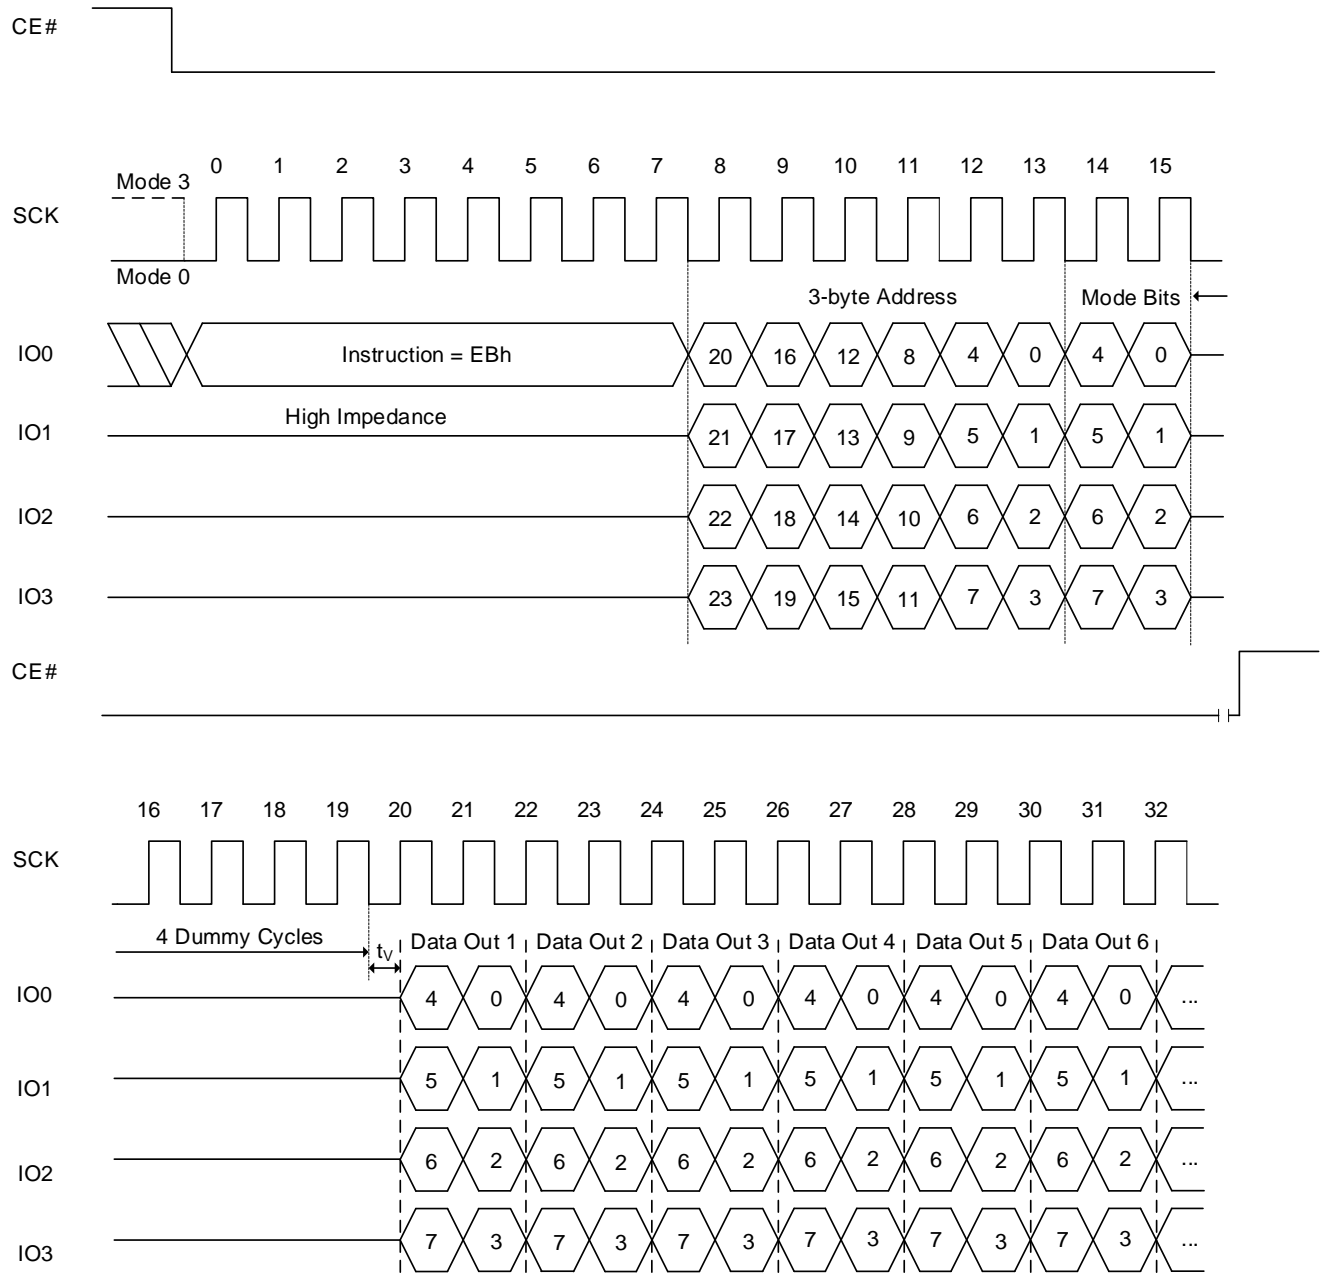 CE#
0 1 2 3 4 5 6 7 8 9 10 11 12 13 14 15
Mode 3
SCK
Mode 0
3-byte Address Mode Bits
IO0 Instruction = EBh 20 16 12 8 4 0 4 0
High Impedance
IO1 21 17 13 9 5 1 5 1
IO2 22 18 14 10 6 2 6 2
IO3 23 19 15 11 7 3 7 3
CE#
16 17 18 19 20 21 22 23 24 25 26 27 28 29 30 31 32
SCK
4 Dummy Cycles tV Data Out 1 Data Out 2 Data Out 3 Data Out 4 Data Out 5 Data Out 6
IO0 4 0 4 0 4 0 4 0 4 0 4 0 ...
IO1 5 1 5 1 5 1 5 1 5 1 5 1 ...
IO2 6 2 6 2 6 2 6 2 6 2 6 2 ...
IO3 7 3 7 3 7 3 7 3 7 3 7 3 ...